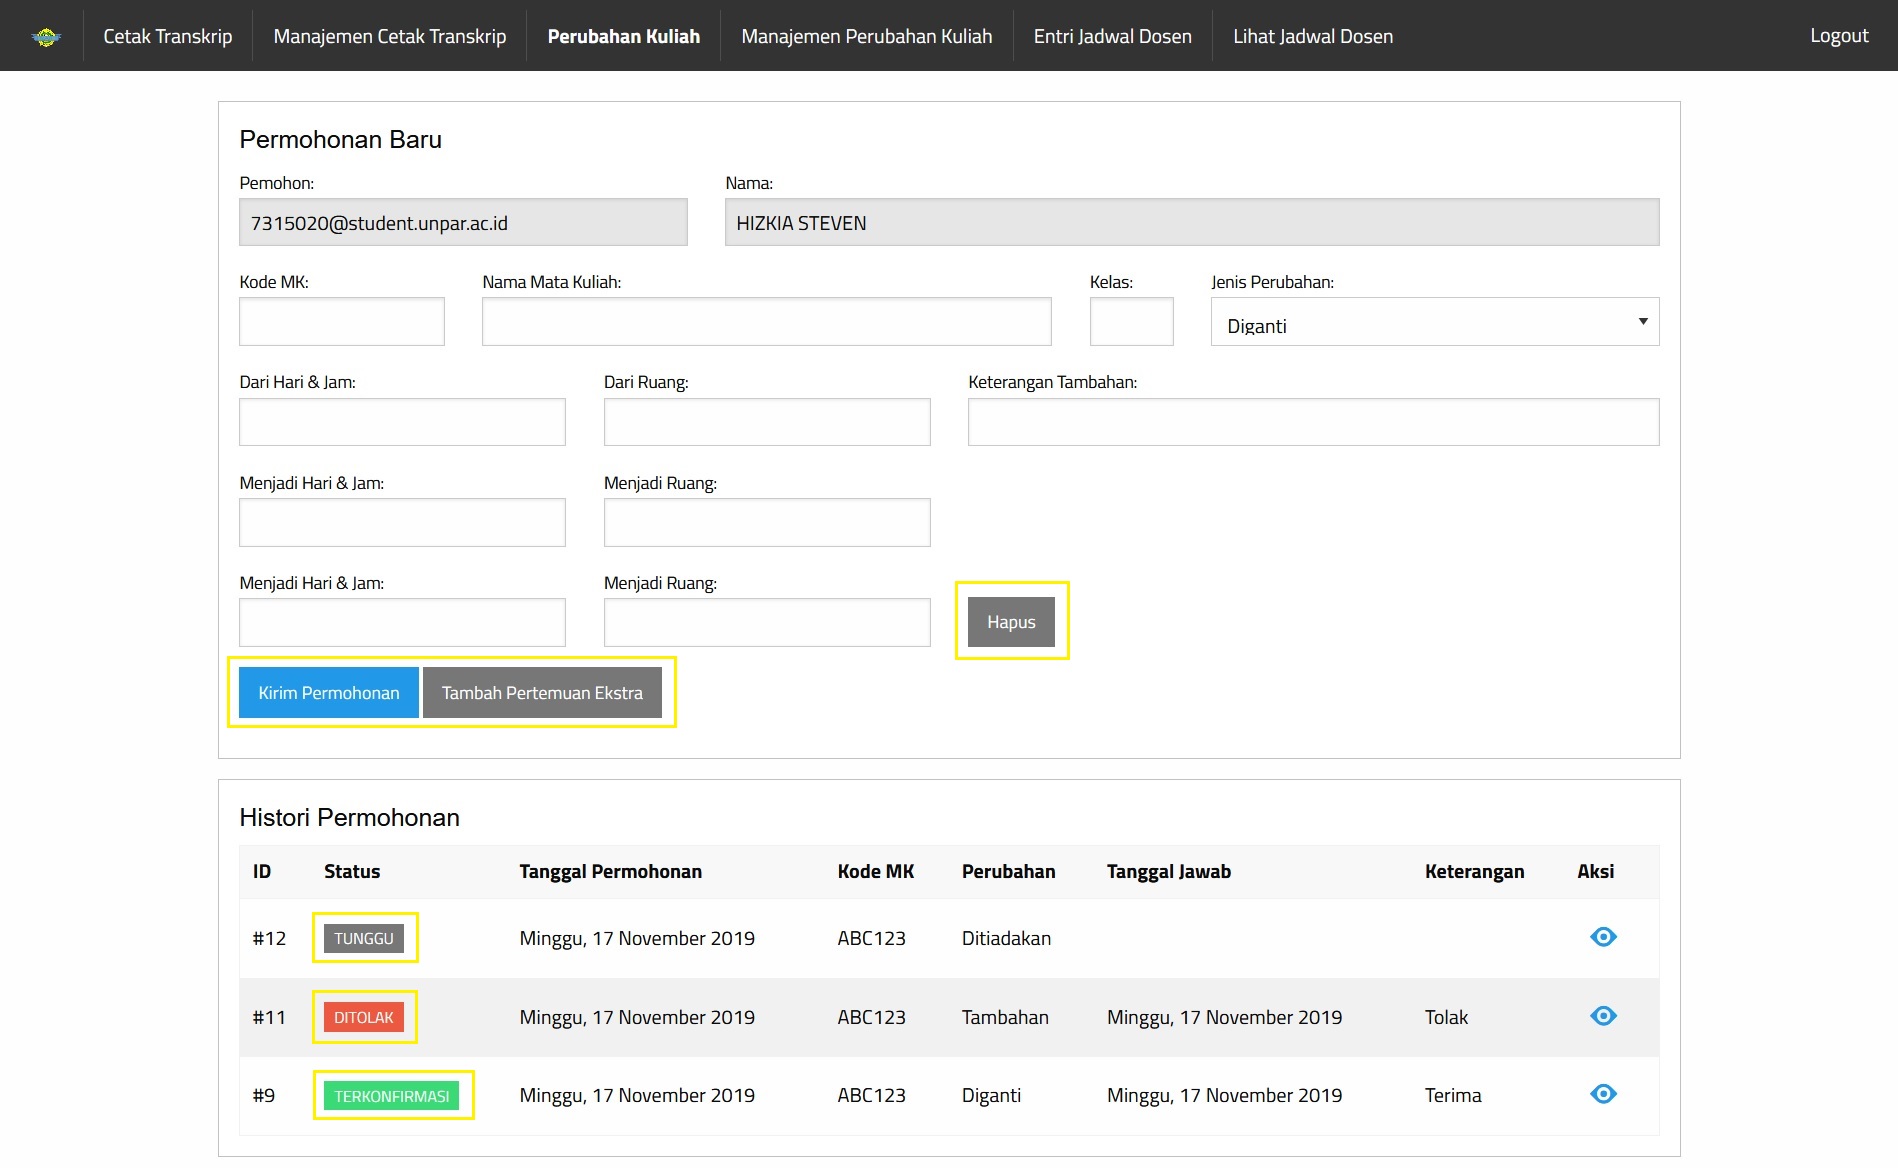 Cetak Transkrip Manajemen Cetak Transkrip Perubahan Kuliah Manajemen Perubahan Kuliah Entri Jadwal Dosen Lihat Jadwal Dosen Logout
Permohonan Baru
Pemohon: Nama:
7315020@student.unpar.ac.id HIZKIA STEVEN
Kode MK: Nama Mata Kuliah: Kelas: Jenis Perubahan:
Diganti
Dari Hari & Jam: Dari Ruang: Keterangan Tambahan:
Menjadi Hari & Jam: Menjadi Ruang:
Menjadi Hari & Jam: Menjadi Ruang:
Hapus
Kirim Permohonan Tambah Pertemuan Ekstra
Histori Permohonan
ID Status Tanggal Permohonan Kode MK Perubahan Tanggal Jawab Keterangan Aksi
#12 TUNGGU Minggu, 17 November 2019 ABC123 Ditiadakan
#11 DITOLAK Minggu, 17 November 2019 ABC123 Tambahan Minggu, 17 November 2019 Tolak
#9 TERKONFIRMASI Minggu, 17 November 2019 ABC123 Diganti Minggu, 17 November 2019 Terima